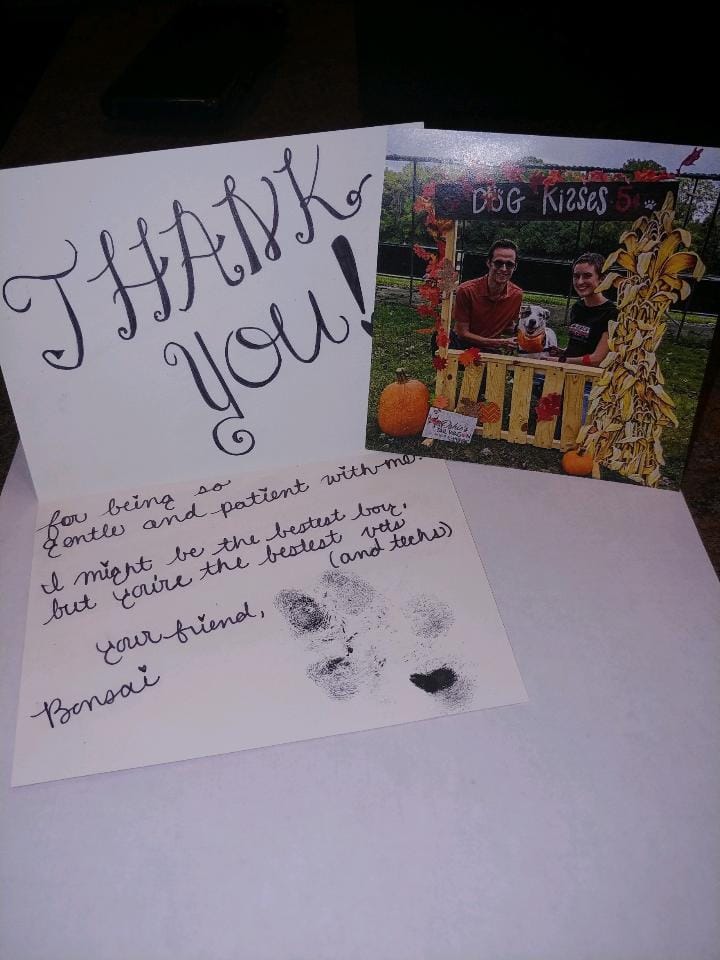 THANK
YOU!
DOG KISSES 5¢
for being so
gentle and patient with me.
I might be the bestest boy,
but you're the bestest vets
(and techs)
your friend,
Bonsai